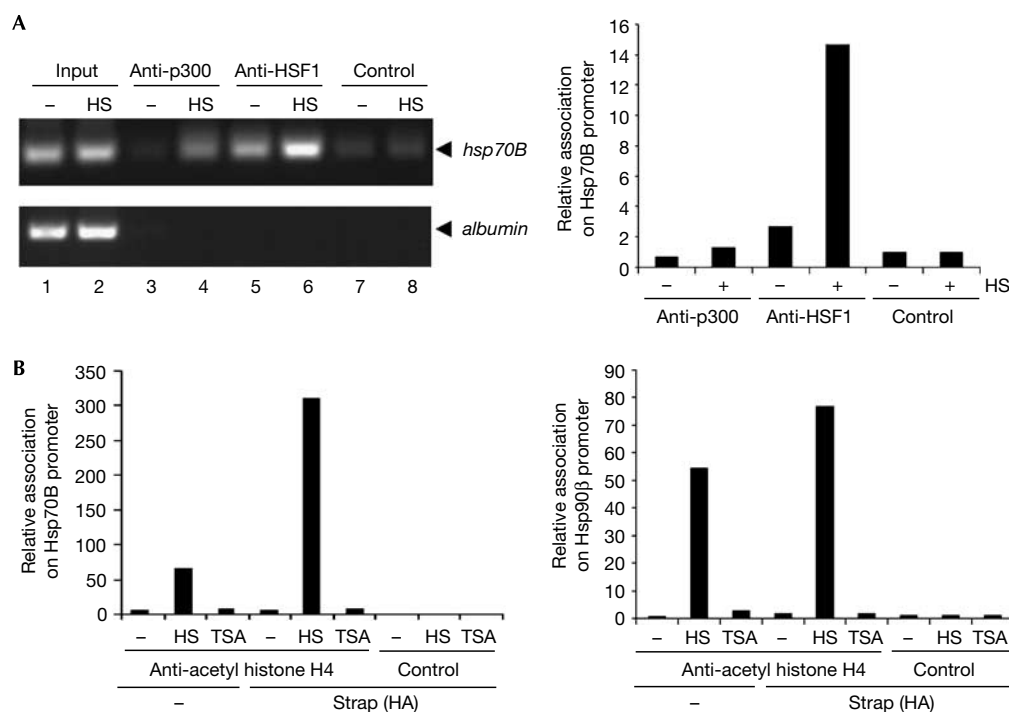 A
Input Anti-p300 Anti-HSF1 Control
– HS – HS – HS – HS
hsp70B
albumin
1 2 3 4 5 6 7 8
Relative association
on Hsp70B promoter
16
14
12
10
8
6
4
2
0
– + – + – + HS
Anti-p300 Anti-HSF1 Control
B
Relative association
on Hsp70B promoter
350
300
250
200
150
100
50
0
– HS TSA – HS TSA – HS TSA
Anti-acetyl histone H4 Control
– Strap (HA)
Relative association
on Hsp90β promoter
90
80
70
60
50
40
30
20
10
0
– HS TSA – HS TSA – HS TSA
Anti-acetyl histone H4 Control
– Strap (HA)